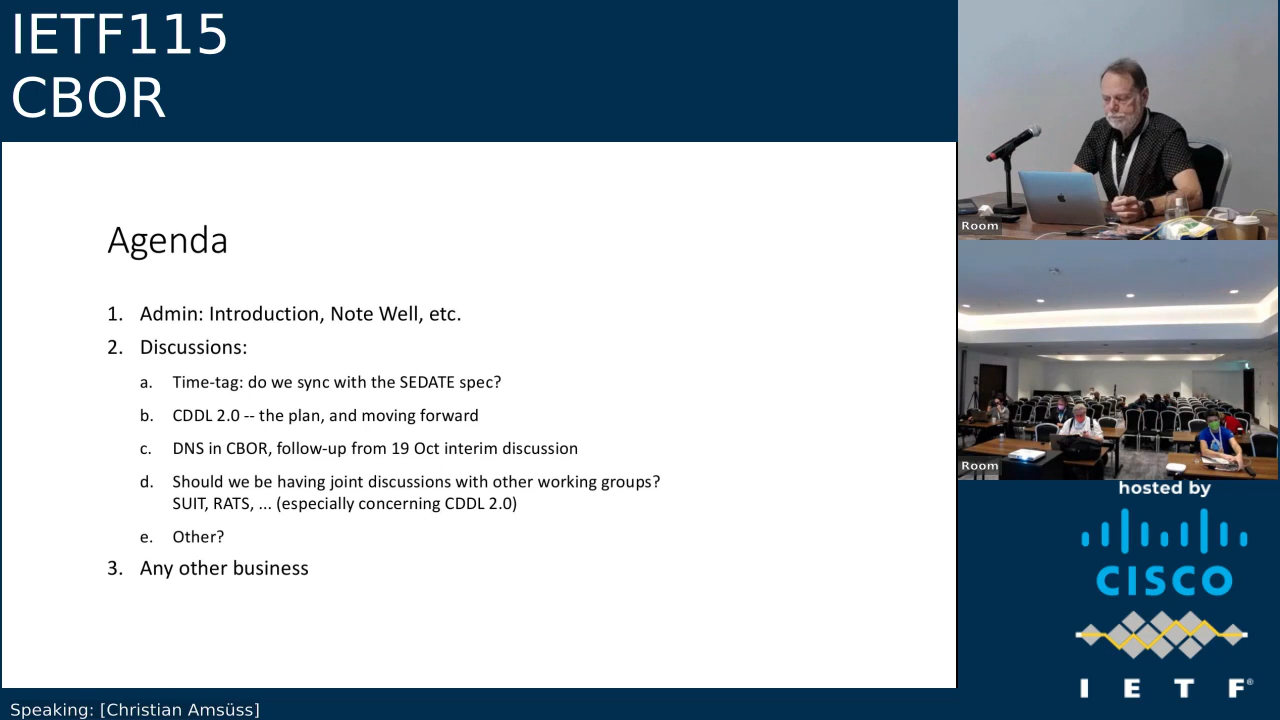 IETF115
CBOR
Agenda
1. Admin: Introduction, Note Well, etc.
2. Discussions:
a. Time-tag: do we sync with the SEDATE spec?
b. CDDL 2.0 -- the plan, and moving forward
c. DNS in CBOR, follow-up from 19 Oct interim discussion
d. Should we be having joint discussions with other working groups?
SUIT, RATS, ... (especially concerning CDDL 2.0)
e. Other?
3. Any other business
Room
Room
hosted by
CISCO
I E T F®
Speaking: [Christian Amsüss]